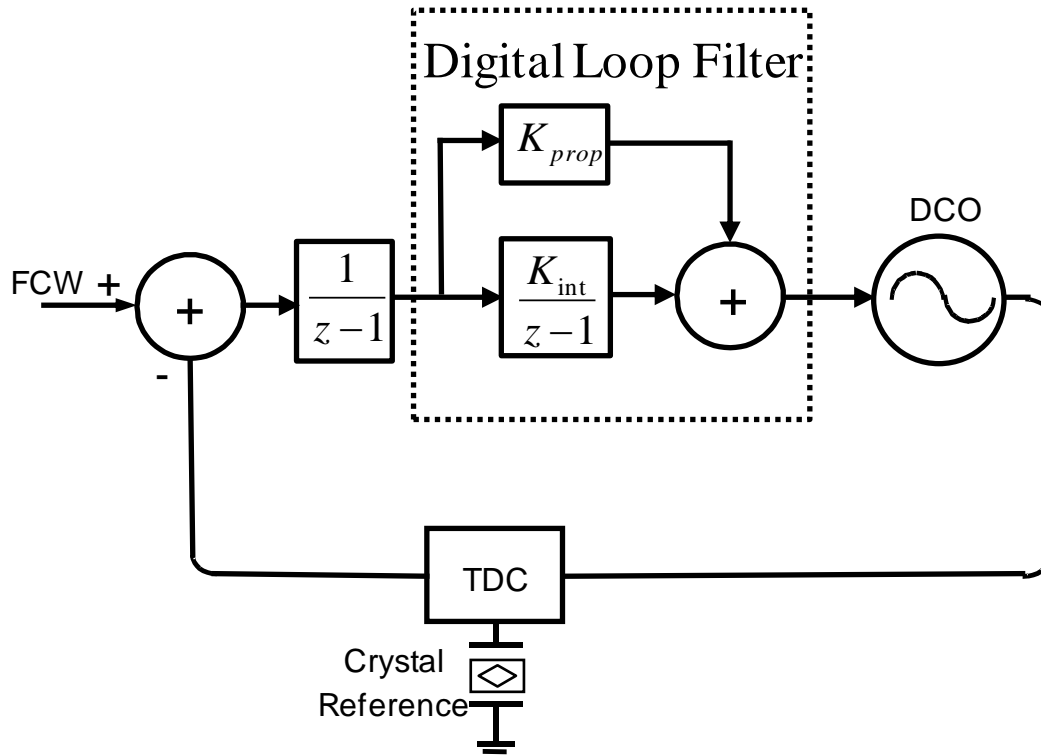 Digital Loop Filter
K_prop
DCO
FCW +
+
1
z - 1
K_int
z - 1
+
-
TDC
Crystal
Reference